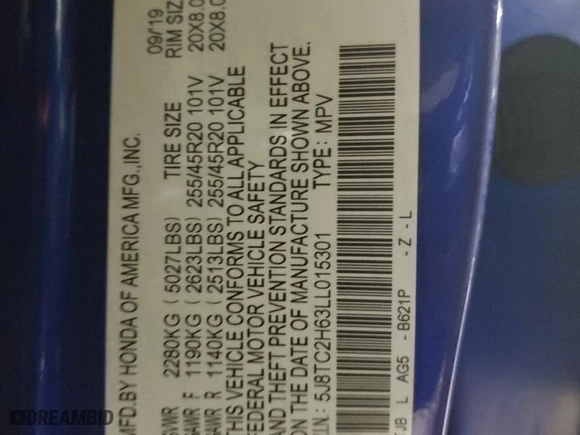 MFD.BY HONDA OF AMERICA MFG.,INC. 09/19
GVWR 2280KG (5027LBS) TIRE SIZE RIM SIZ
GAWR F 1190KG (2623LBS) 255/45R20 101V 20X8.0
GAWR R 1140KG (2513LBS) 255/45R20 101V 20X8.0
THIS VEHICLE CONFORMS TO ALL APPLICABLE
FEDERAL MOTOR VEHICLE SAFETY
AND THEFT PREVENTION STANDARDS IN EFFECT
ON THE DATE OF MANUFACTURE SHOWN ABOVE.
5J8TC2H63LL015301 TYPE: MPV
JB L AG5 -B621P -Z-L
DREAMBID